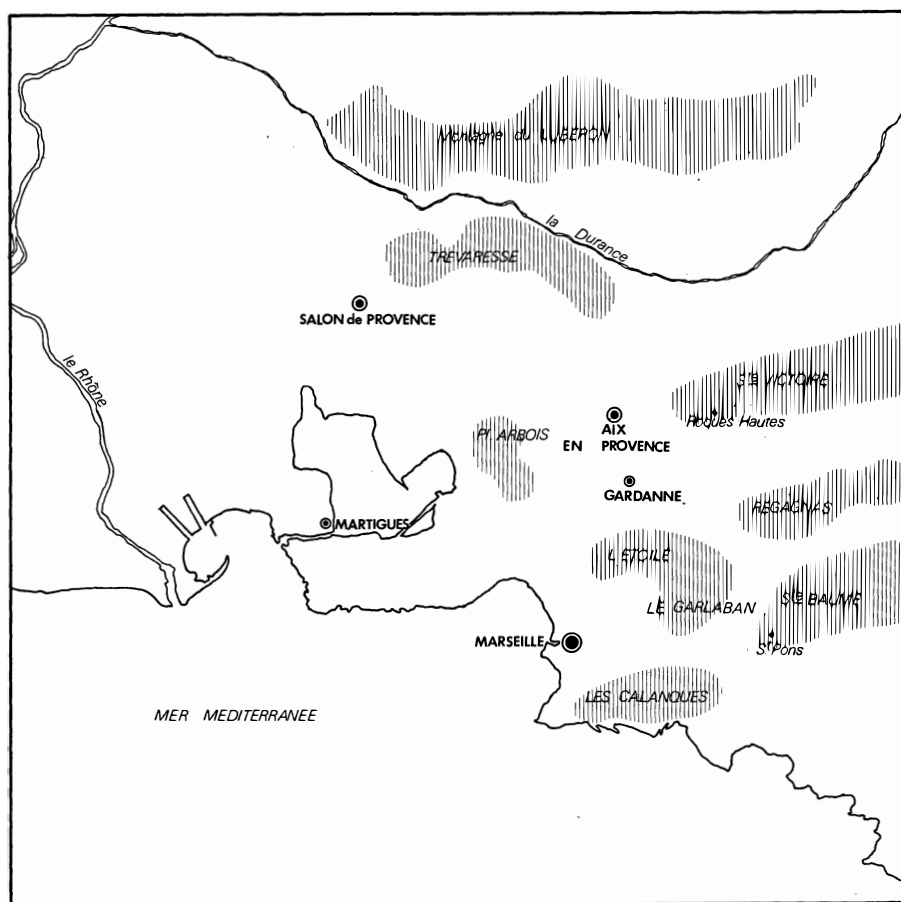 Montagne du LUBERON
la Durance
TREVARESSE
SALON de PROVENCE
le Rhône
Ste VICTOIRE
Roques Hautes
Pl. ARBOIS
AIX
EN PROVENCE
GARDANNE
REGAGNAS
MARTIGUES
L'ETOILE
LE GARLABAN
Ste BAUME
MARSEILLE
St Pons
LES CALANQUES
MER MEDITERRANEE